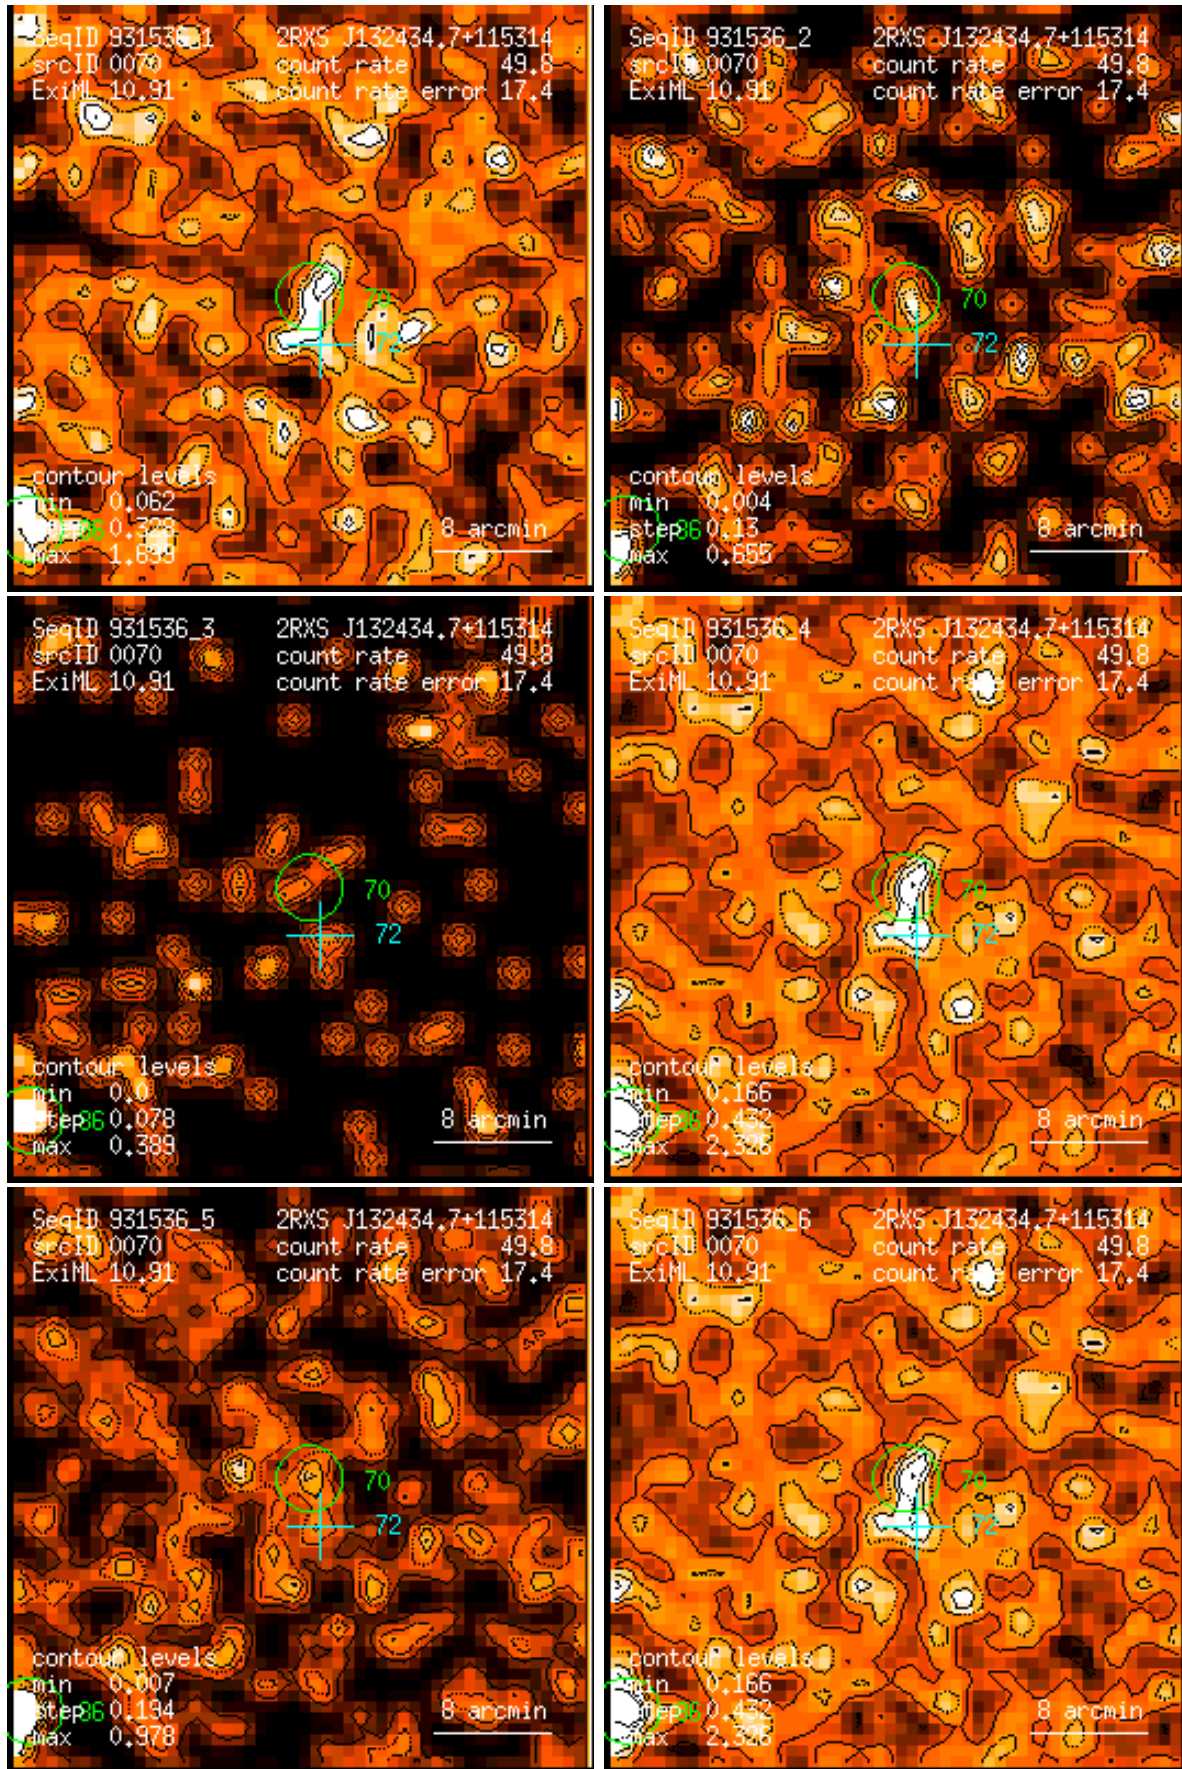 SeqID 931536_1 2RXS J132434.7+115314
srcID 0070 count rate 49.8
ExiML 10.91 count rate error 17.4
70
72
contour levels
min 0.062
step 0.328 86 8 arcmin
max 1.699
SeqID 931536_2 2RXS J132434.7+115314
srcID 0070 count rate 49.8
ExiML 10.91 count rate error 17.4
70
72
contour levels
min 0.004
step 0.13 86 8 arcmin
max 0.655
SeqID 931536_3 2RXS J132434.7+115314
srcID 0070 count rate 49.8
ExiML 10.91 count rate error 17.4
70
72
contour levels
min 0.0
step 0.078 86 8 arcmin
max 0.389
SeqID 931536_4 2RXS J132434.7+115314
srcID 0070 count rate 49.8
ExiML 10.91 count rate error 17.4
70
72
contour levels
min 0.166
step 0.432 86 8 arcmin
max 2.326
SeqID 931536_5 2RXS J132434.7+115314
srcID 0070 count rate 49.8
ExiML 10.91 count rate error 17.4
70
72
contour levels
min 0.007
step 0.194 86 8 arcmin
max 0.978
SeqID 931536_6 2RXS J132434.7+115314
srcID 0070 count rate 49.8
ExiML 10.91 count rate error 17.4
70
72
contour levels
min 0.166
step 0.432 86 8 arcmin
max 2.326